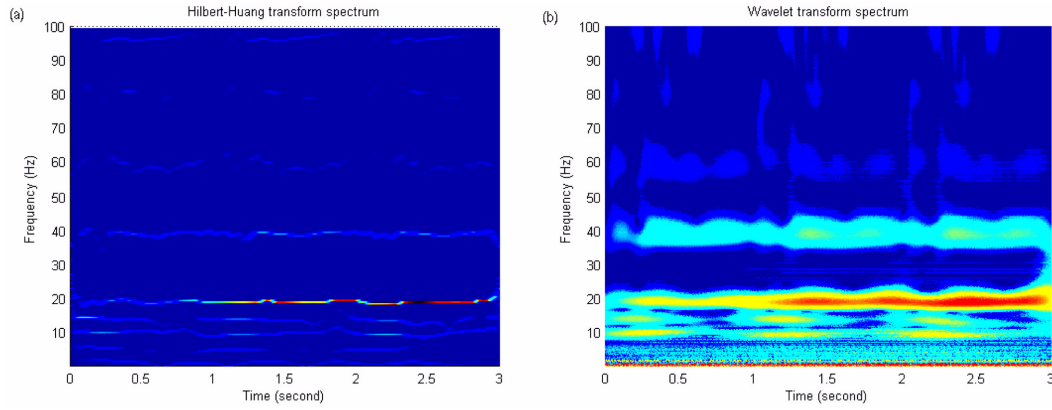 (a)
Hilbert-Huang transform spectrum
100
90
80
70
60
50
40
30
20
10
Frequency (Hz)
0 0.5 1 1.5 2 2.5 3
Time (second)
(b)
Wavelet transform spectrum
100
90
80
70
60
50
40
30
20
10
Frequency (Hz)
0 0.5 1 1.5 2 2.5 3
Time (second)